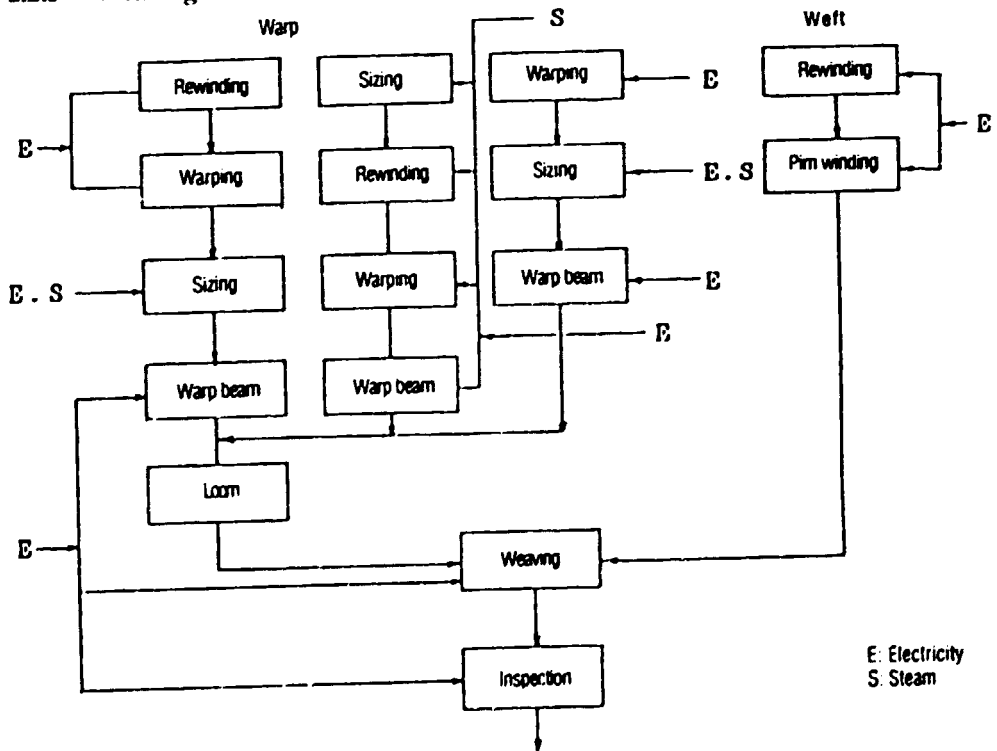 S
Warp
Weft
Rewinding
Sizing
Warping
E
Rewinding
E
E
Warping
Rewinding
Sizing
E.S
Pirn winding
E.S
Sizing
Warping
Warp beam
E
E
Warp beam
Warp beam
Loom
E
Weaving
Inspection
E: Electricity
S: Steam